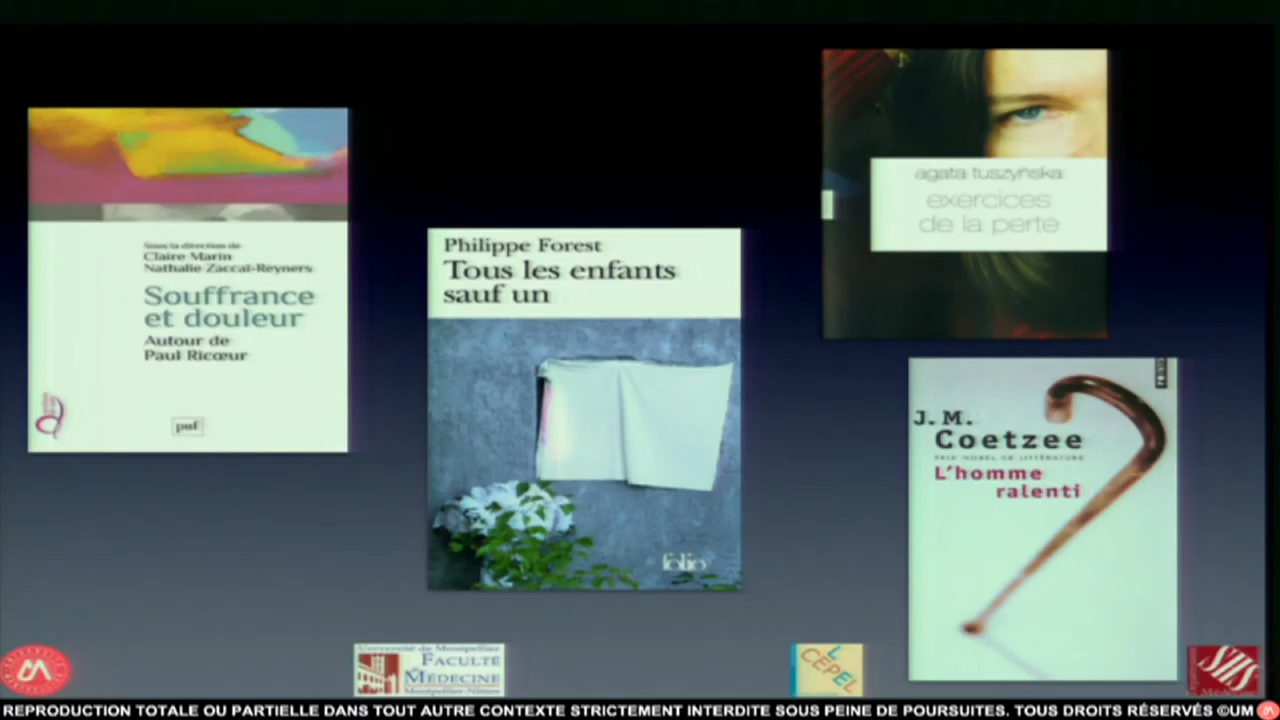 Sous la direction de
Claire Marin
Nathalie Zaccaï-Reyners
Souffrance
et douleur
Autour de
Paul Ricœur
puf
Philippe Forest
Tous les enfants
sauf un
folio
agata tuszyńska
exercices
de la perte
J. M.
Coetzee
PRIX NOBEL DE LITTÉRATURE
L'homme
ralenti
Université de Montpellier
FACULTÉ
de
MÉDECINE
Montpellier-Nîmes
CEPEL
REPRODUCTION TOTALE OU PARTIELLE DANS TOUT AUTRE CONTEXTE STRICTEMENT INTERDITE SOUS PEINE DE POURSUITES. TOUS DROITS RÉSERVÉS ©UM